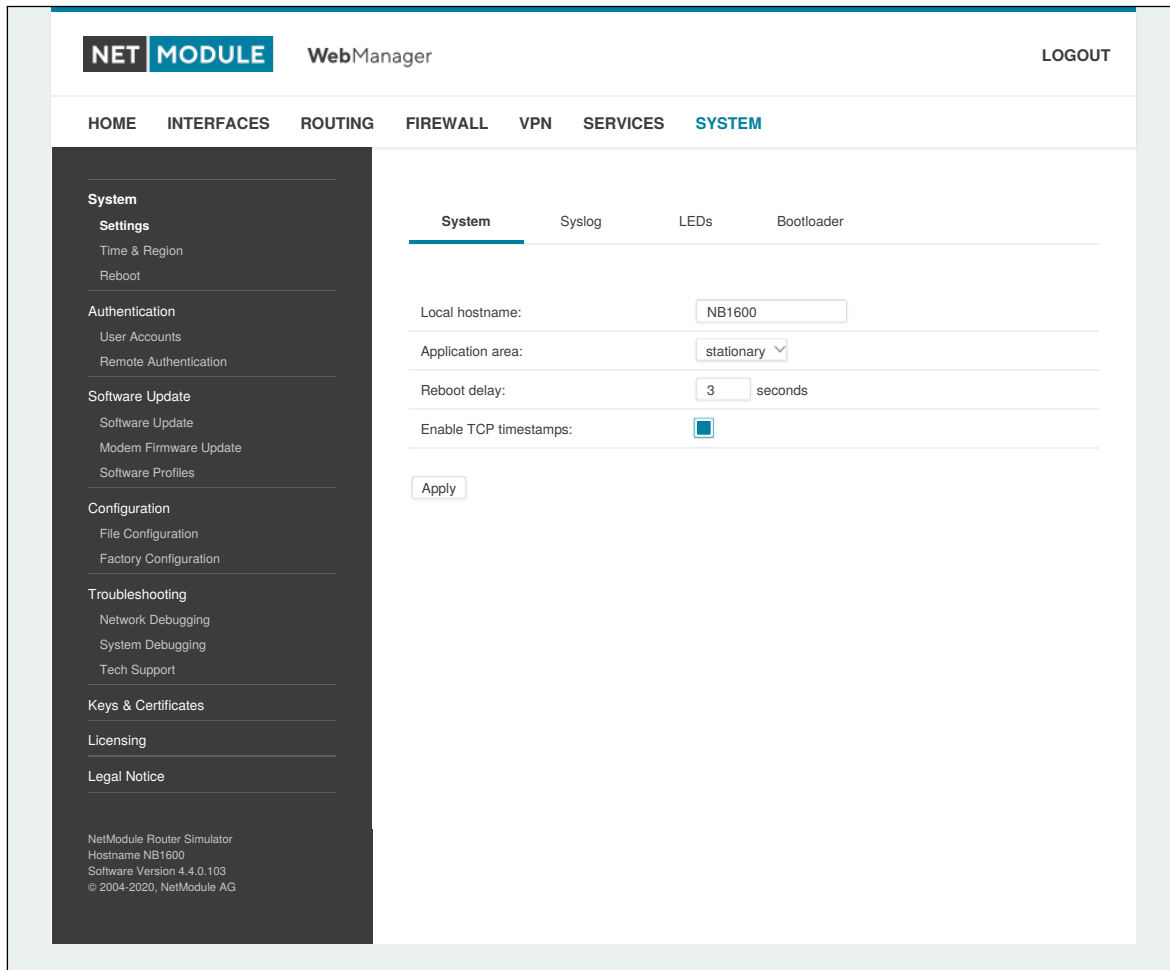 NET MODULE WebManager LOGOUT
HOME INTERFACES ROUTING FIREWALL VPN SERVICES SYSTEM
System
Settings
Time & Region
Reboot
Authentication
User Accounts
Remote Authentication
Software Update
Software Update
Modem Firmware Update
Software Profiles
Configuration
File Configuration
Factory Configuration
Troubleshooting
Network Debugging
System Debugging
Tech Support
Keys & Certificates
Licensing
Legal Notice
NetModule Router Simulator
Hostname NB1600
Software Version 4.4.0.103
© 2004-2020, NetModule AG
System Syslog LEDs Bootloader
Local hostname: NB1600
Application area: stationary
Reboot delay: 3 seconds
Enable TCP timestamps:
Apply